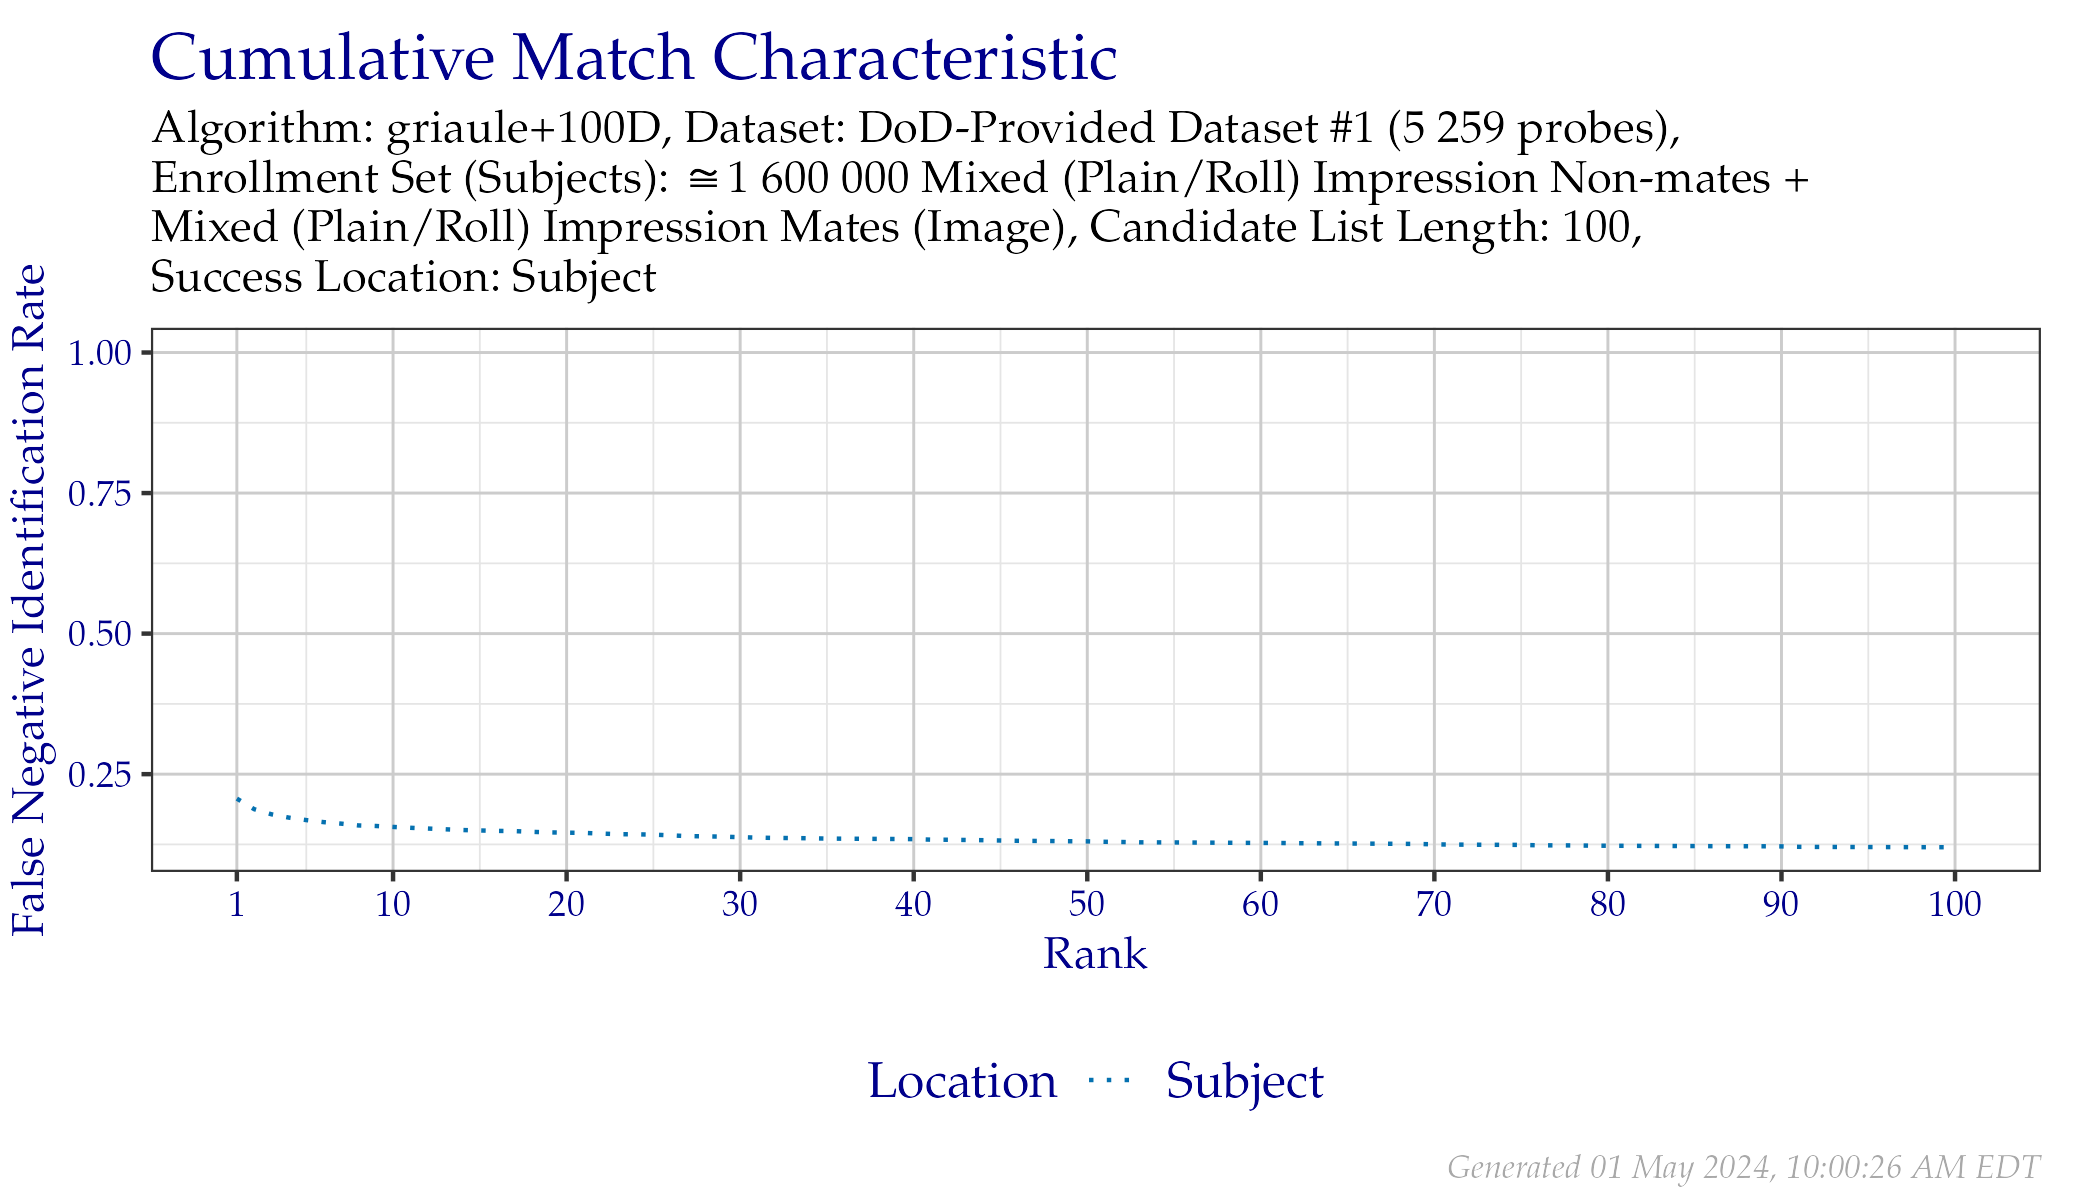 Cumulative Match Characteristic
Algorithm: griaule+100D, Dataset: DoD-Provided Dataset #1 (5 259 probes),
Enrollment Set (Subjects): ≅ 1 600 000 Mixed (Plain/Roll) Impression Non-mates +
Mixed (Plain/Roll) Impression Mates (Image), Candidate List Length: 100,
Success Location: Subject
False Negative Identification Rate
1.00
0.75
0.50
0.25
1 10 20 30 40 50 60 70 80 90 100
Rank
Location Subject
Generated 01 May 2024, 10:00:26 AM EDT